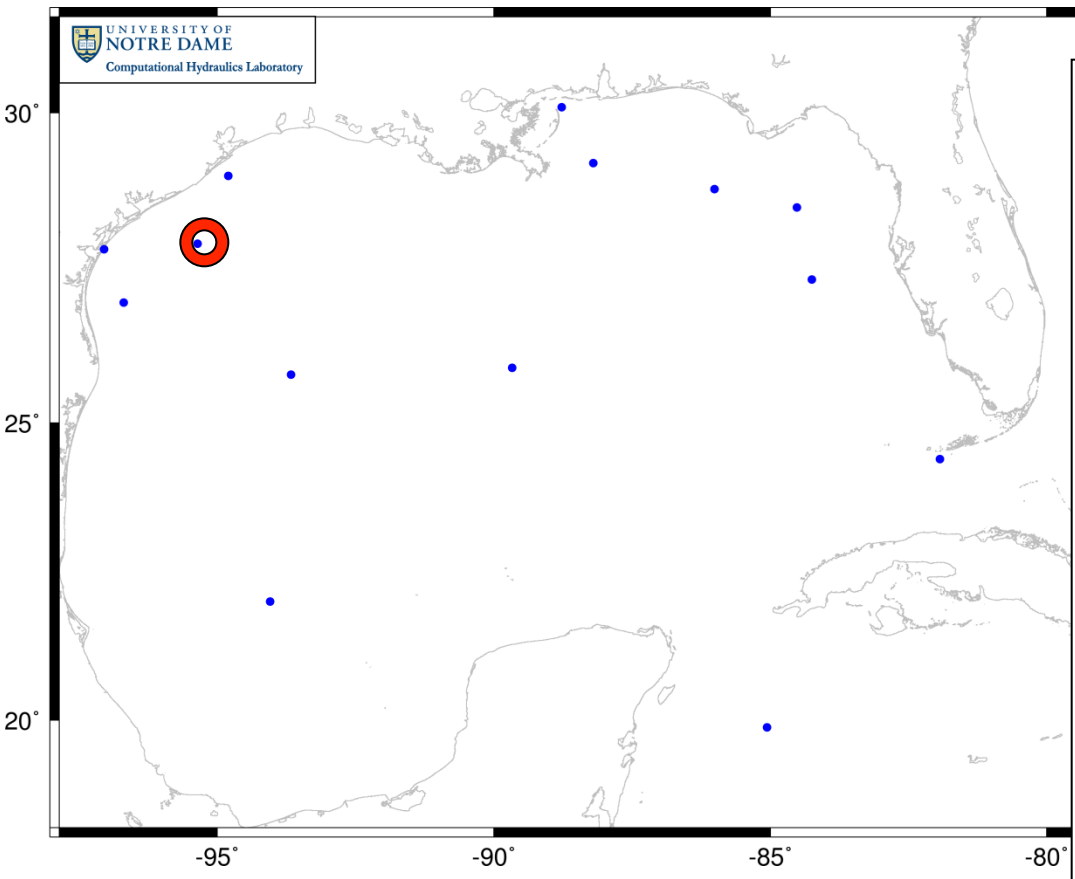 UNIVERSITY OF
NOTRE DAME
Computational Hydraulics Laboratory
30°
25°
20°
-95°
-90°
-85°
-80°